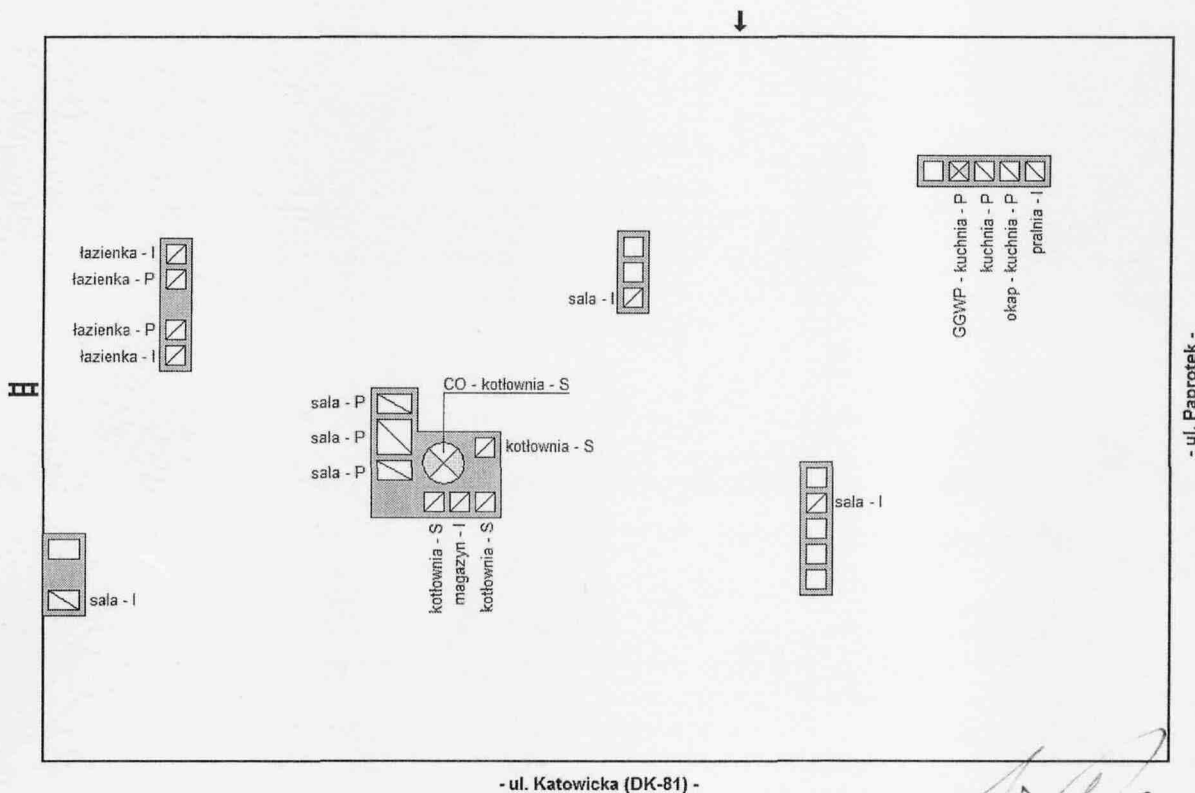 GGWP - kuchnia - P
kuchnia - P
okap - kuchnia - P
pralnia - I
łazienka - I
łazienka - P
łazienka - P
łazienka - I
sala - I
CO - kotłownia - S
sala - P
sala - P
sala - P
kotłownia - S
kotłownia - S
magazyn - I
kotłownia - S
sala - I
sala - I
- ul. Paprotek -
- ul. Katowicka (DK-81) -